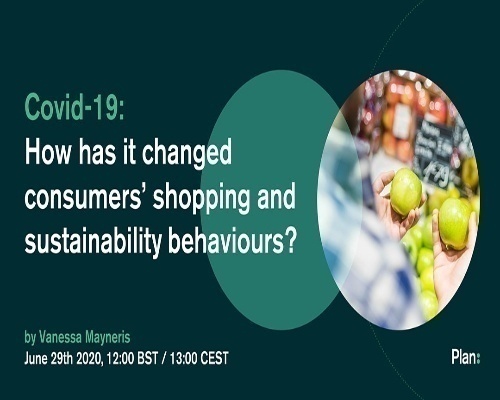 Covid-19:
How has it changed
consumers’ shopping and
sustainability behaviours?
by Vanessa Mayneris
June 29th 2020, 12:00 BST / 13:00 CEST
Plan: